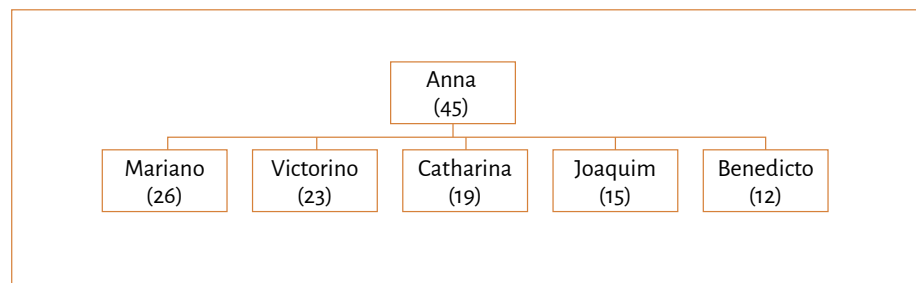 Anna
(45)
Mariano
(26)
Victorino
(23)
Catharina
(19)
Joaquim
(15)
Benedicto
(12)